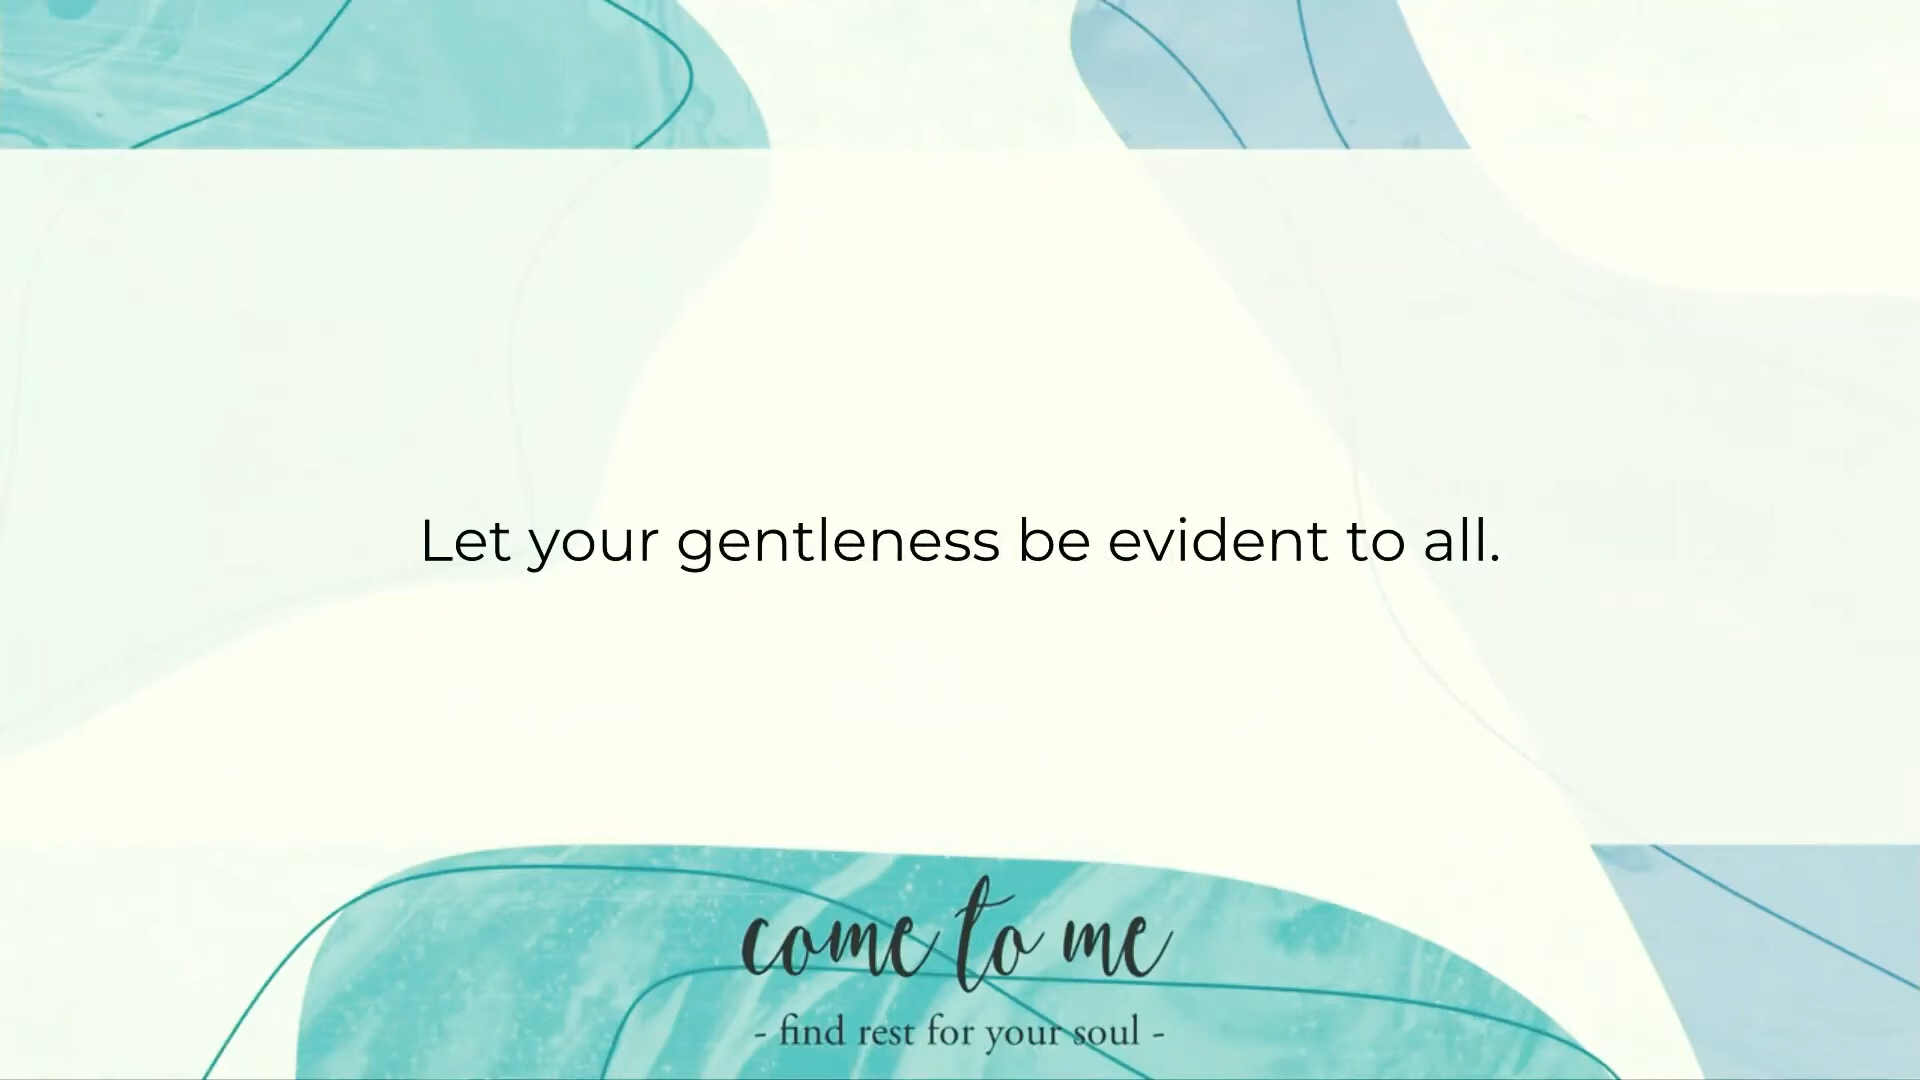 Let your gentleness be evident to all.
come to me
- find rest for your soul -